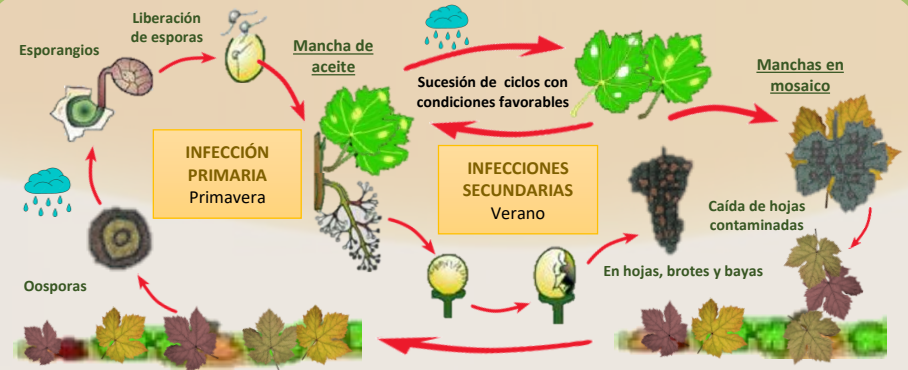 Esporangios
Liberación
de esporas
Mancha de
aceite
Sucesión de ciclos con
condiciones favorables
Manchas en
mosaico
INFECCIÓN
PRIMARIA
Primavera
INFECCIONES
SECUNDARIAS
Verano
Caída de hojas
contaminadas
Oosporas
En hojas, brotes y bayas